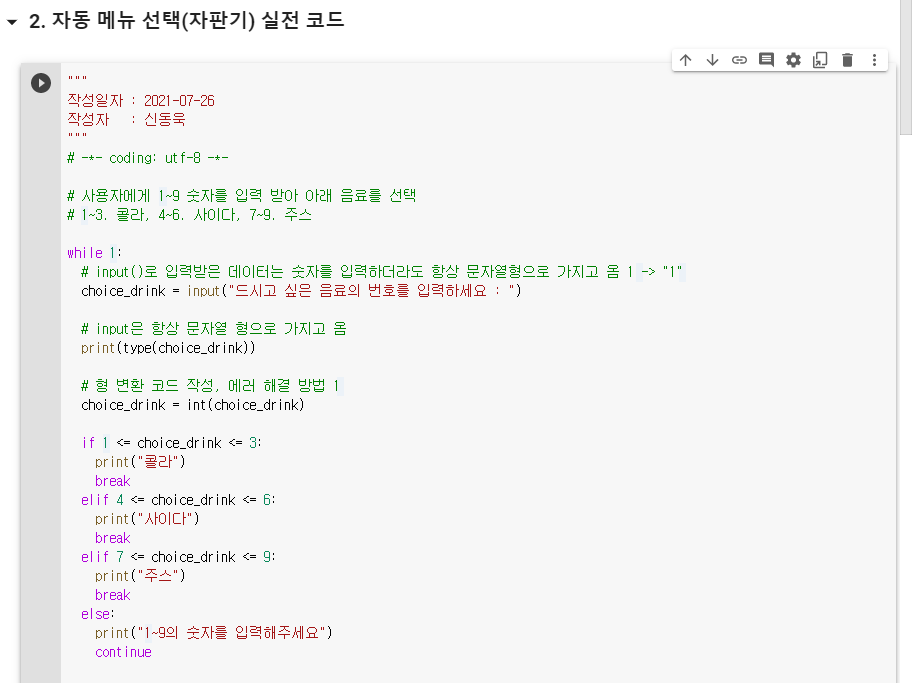 2. 자동 메뉴 선택(자판기) 실전 코드
"""
작성일자 : 2021-07-26
작성자   : 신동욱
"""
# -*- coding: utf-8 -*-
# 사용자에게 1~9 숫자를 입력 받아 아래 음료를 선택
# 1~3. 콜라, 4~6. 사이다, 7~9. 주스
while 1:
  # input()로 입력받은 데이터는 숫자를 입력하더라도 항상 문자열형으로 가지고 옴 1 -> "1"
  choice_drink = input("드시고 싶은 음료의 번호를 입력하세요 : ")
  # input은 항상 문자열 형으로 가지고 옴
  print(type(choice_drink))
  # 형 변환 코드 작성, 에러 해결 방법 1
  choice_drink = int(choice_drink)
  if 1 <= choice_drink <= 3:
    print("콜라")
    break
  elif 4 <= choice_drink <= 6:
    print("사이다")
    break
  elif 7 <= choice_drink <= 9:
    print("주스")
    break
  else:
    print("1~9의 숫자를 입력해주세요")
    continue